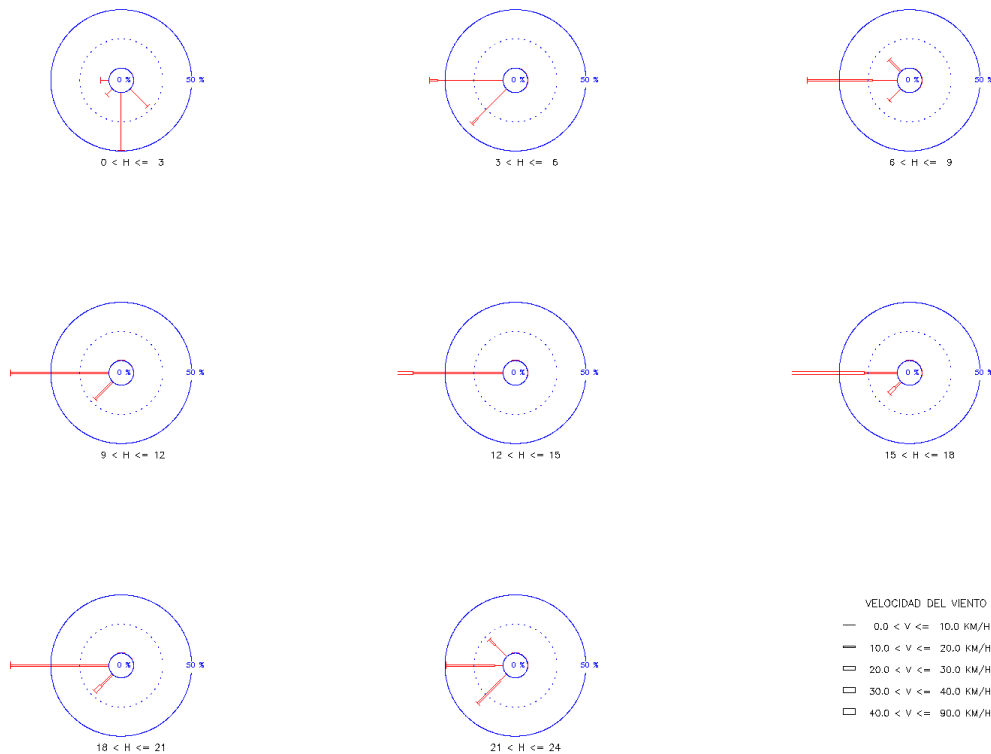 0 % 50 %
0 < H <= 3
0 % 50 %
3 < H <= 6
0 % 50 %
6 < H <= 9
0 % 50 %
9 < H <= 12
0 % 50 %
12 < H <= 15
0 % 50 %
15 < H <= 18
0 % 50 %
18 < H <= 21
0 % 50 %
21 < H <= 24
VELOCIDAD DEL VIENTO
0.0 < V <= 10.0 KM/H
10.0 < V <= 20.0 KM/H
20.0 < V <= 30.0 KM/H
30.0 < V <= 40.0 KM/H
40.0 < V <= 90.0 KM/H